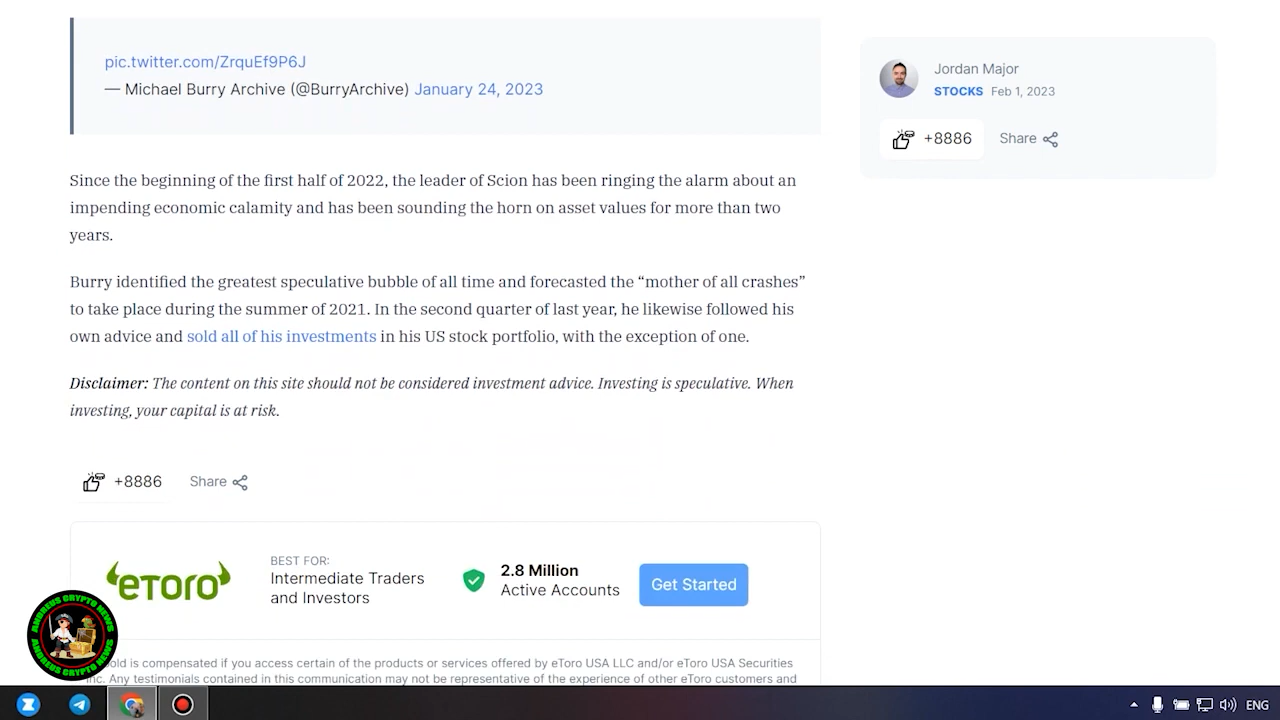 pic.twitter.com/ZrquEf9P6J
— Michael Burry Archive (@BurryArchive) January 24, 2023
Since the beginning of the first half of 2022, the leader of Scion has been ringing the alarm about an
impending economic calamity and has been sounding the horn on asset values for more than two
years.
Burry identified the greatest speculative bubble of all time and forecasted the “mother of all crashes”
to take place during the summer of 2021. In the second quarter of last year, he likewise followed his
own advice and sold all of his investments in his US stock portfolio, with the exception of one.
Disclaimer: The content on this site should not be considered investment advice. Investing is speculative. When
investing, your capital is at risk.
+8886 Share
eToro
BEST FOR:
Intermediate Traders
and Investors
2.8 Million
Active Accounts
Get Started
is compensated if you access certain of the products or services offered by eToro USA LLC and/or eToro USA Securities
Inc. Any testimonials contained in this communication may not be representative of the experience of other eToro customers and
Jordan Major
STOCKS Feb 1, 2023
+8886 Share
ANDREUS CRYPTO NEWS
ANDREUS CRYPTO NEWS
ENG